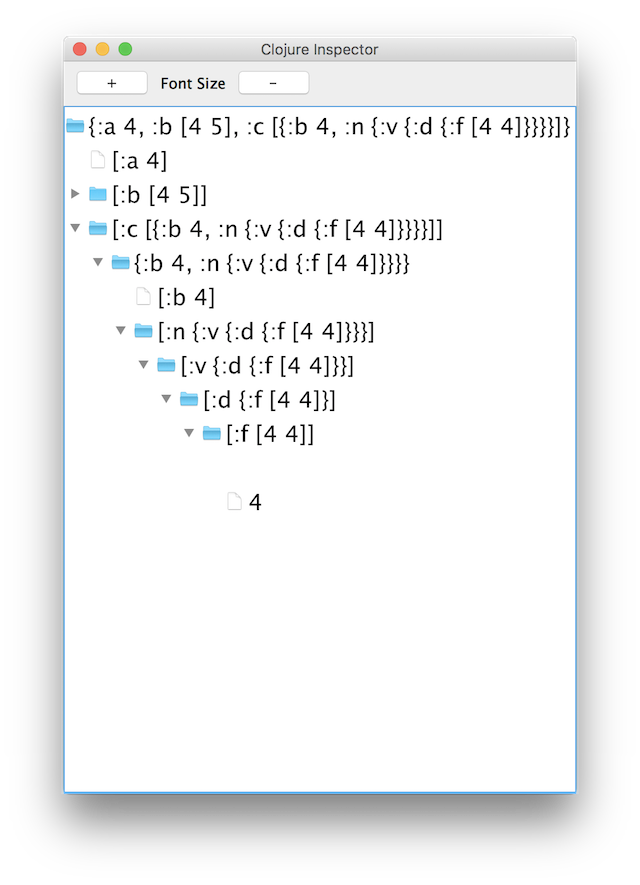 Clojure Inspector
+ Font Size –
{:a 4, :b [4 5], :c [{:b 4, :n {:v {:d {:f [4 4]}}}}]}
[:a 4]
[:b [4 5]]
[:c [{:b 4, :n {:v {:d {:f [4 4]}}}}]]
{:b 4, :n {:v {:d {:f [4 4]}}}}
[:b 4]
[:n {:v {:d {:f [4 4]}}}]
[:v {:d {:f [4 4]}}]
[:d {:f [4 4]}]
[:f [4 4]]
4